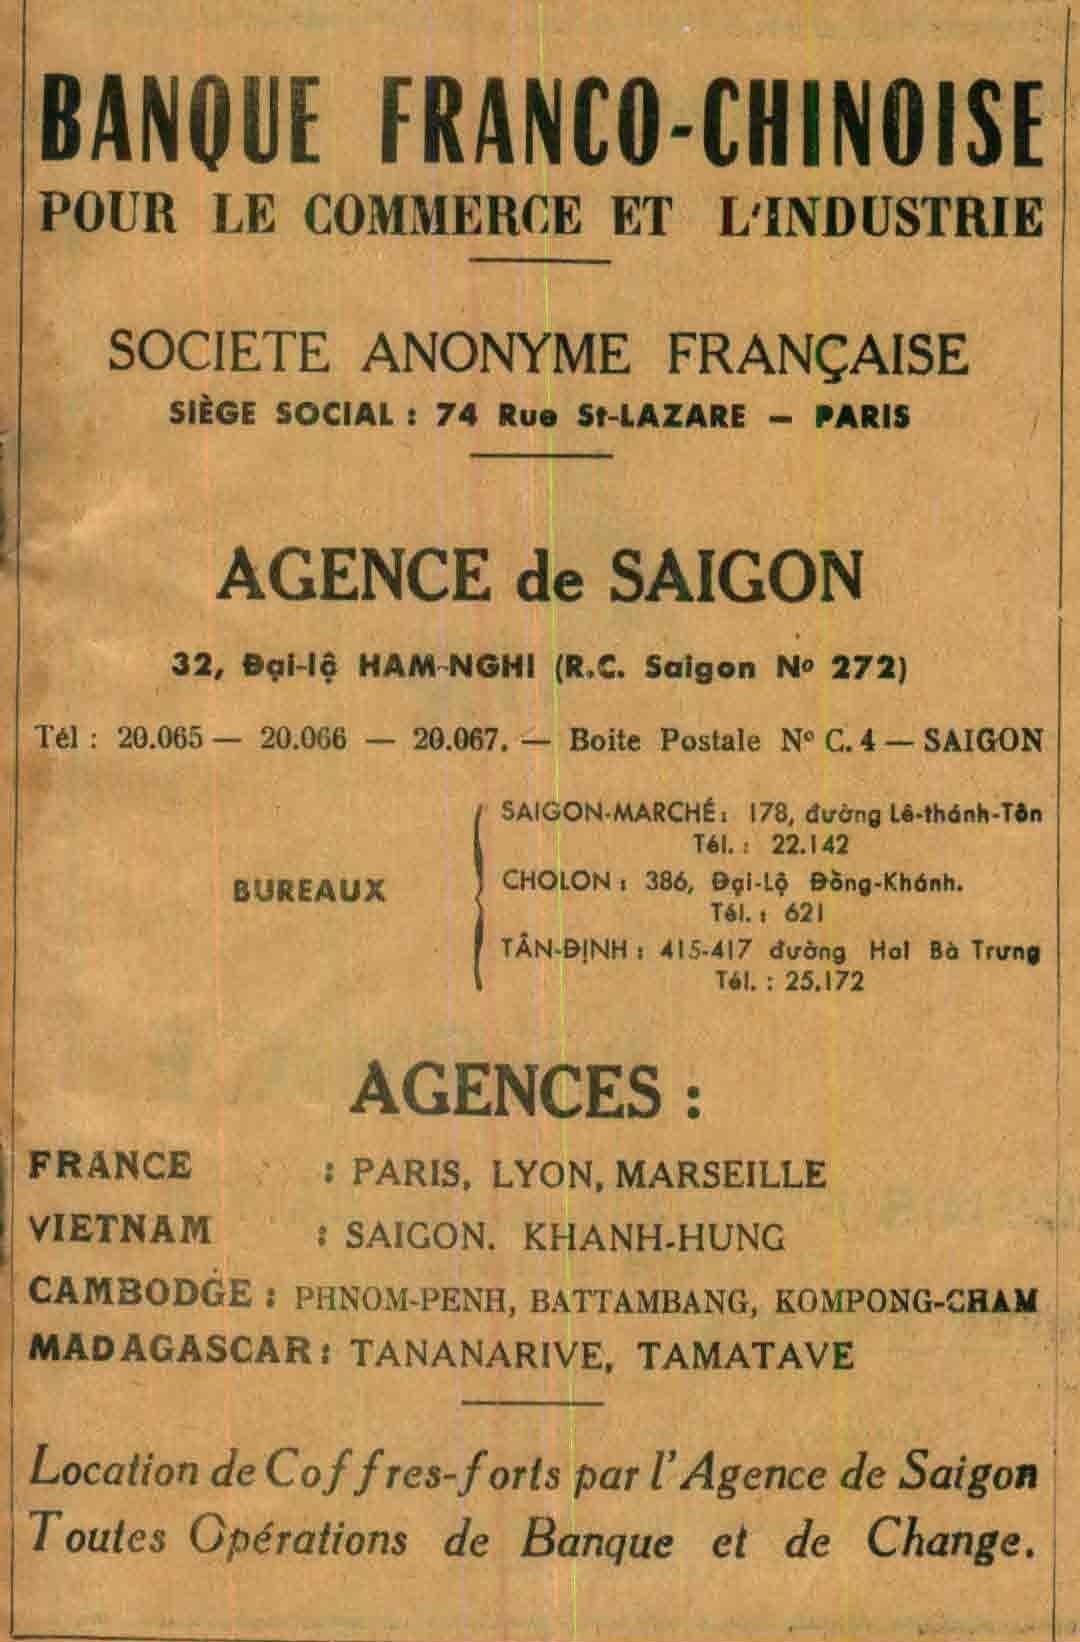 BANQUE FRANCO-CHINOISE
POUR LE COMMERCE ET L'INDUSTRIE
SOCIETE ANONYME FRANÇAISE
SIÈGE SOCIAL : 74 Rue St-LAZARE — PARIS
AGENCE de SAIGON
32, Đại-lộ HAM-NGHI (R.C. Saigon Nº 272)
Tél : 20.065 — 20.066 — 20.067. — Boite Postale N° C. 4 — SAIGON
SAIGON-MARCHÉ : 178, đường Lê-thánh-Tôn
Tél. : 22.142
BUREAUX
CHOLON : 386, Đại-Lộ Đồng-Khánh.
Tél. : 621
TÂN-ĐỊNH : 415-417 đường Hai Bà Trưng
Tél. : 25.172
AGENCES :
FRANCE : PARIS, LYON, MARSEILLE
VIETNAM : SAIGON. KHANH-HUNG
CAMBODGE : PHNOM-PENH, BATTAMBANG, KOMPONG-CHAM
MADAGASCAR : TANANARIVE, TAMATAVE
Location de Coffres-forts par l'Agence de Saigon
Toutes Opérations de Banque et de Change.